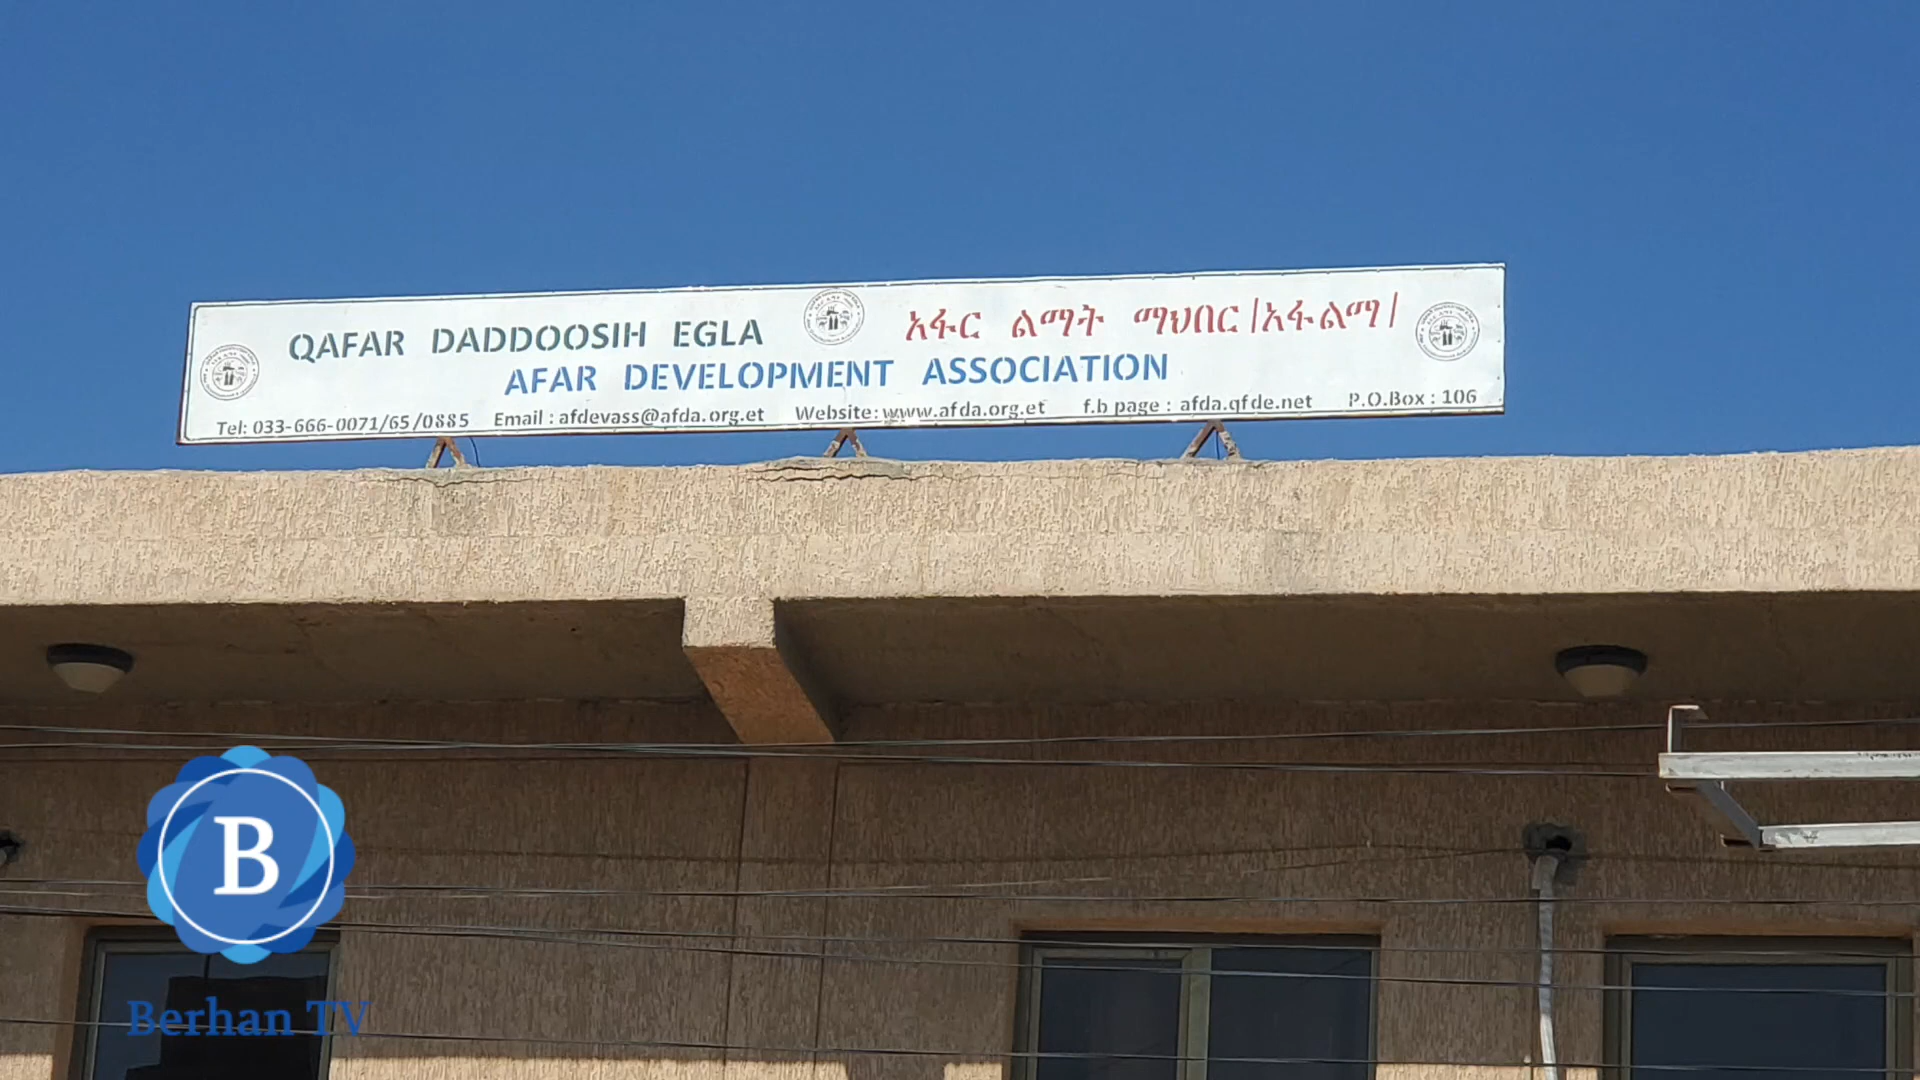 QAFAR DADDOOSIH EGLA
አፋር ልማት ማህበር /አፋልማ/
AFAR DEVELOPMENT ASSOCIATION
Tel: 033-666-0071/65/0885 Email : afdevass@afda.org.et Website: www.afda.org.et f.b page : afda.qfde.net P.O.Box : 106
B
Berhan TV